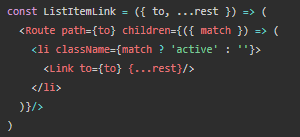 const ListItemLink = ({ to, ...rest }) => (
  <Route path={to} children={({ match }) => (
    <li className={match ? 'active' : ''}>
      <Link to={to} {...rest}/>
    </li>
  )}/>
)